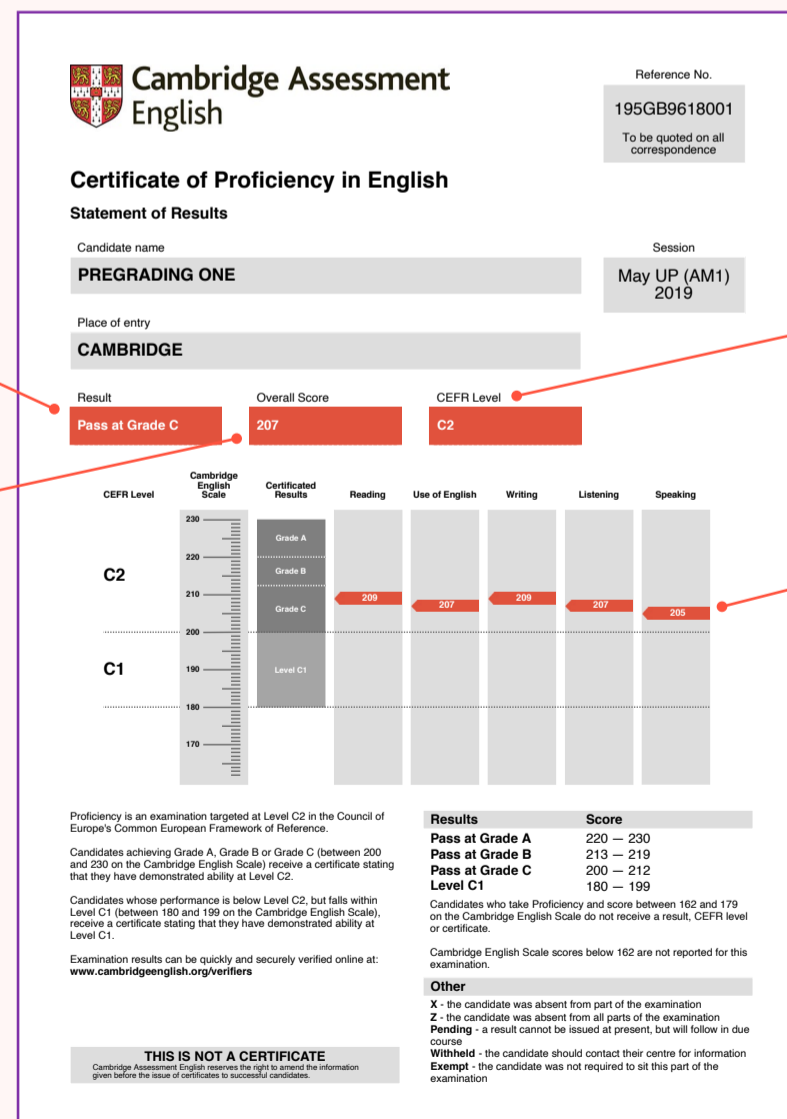 Cambridge Assessment
English
Reference No.
195GB9618001
To be quoted on all
correspondence
Certificate of Proficiency in English
Statement of Results
Candidate name
PREGRADING ONE
Session
May UP (AM1)
2019
Place of entry
CAMBRIDGE
Result
Overall Score
CEFR Level
Pass at Grade C
207
C2
CEFR Level
Cambridge
English
Scale
Certificated
Results
Reading
Use of English
Writing
Listening
Speaking
230
Grade A
220
C2
Grade B
210
209
207
209
207
205
Grade C
200
C1
190
Level C1
180
170
Proficiency is an examination targeted at Level C2 in the Council of
Europe's Common European Framework of Reference.
Candidates achieving Grade A, Grade B or Grade C (between 200
and 230 on the Cambridge English Scale) receive a certificate stating
that they have demonstrated ability at Level C2.
Candidates whose performance is below Level C2, but falls within
Level C1 (between 180 and 199 on the Cambridge English Scale),
receive a certificate stating that they have demonstrated ability at
Level C1.
Examination results can be quickly and securely verified online at:
www.cambridgeenglish.org/verifiers
THIS IS NOT A CERTIFICATE
Cambridge Assessment English reserves the right to amend the information
given before the issue of certificates to successful candidates.
Results Score
Pass at Grade A 220 — 230
Pass at Grade B 213 — 219
Pass at Grade C 200 — 212
Level C1 180 — 199
Candidates who take Proficiency and score between 162 and 179
on the Cambridge English Scale do not receive a result, CEFR level
or certificate.
Cambridge English Scale scores below 162 are not reported for this
examination.
Other
X - the candidate was absent from part of the examination
Z - the candidate was absent from all parts of the examination
Pending - a result cannot be issued at present, but will follow in due
course
Withheld - the candidate should contact their centre for information
Exempt - the candidate was not required to sit this part of the
examination